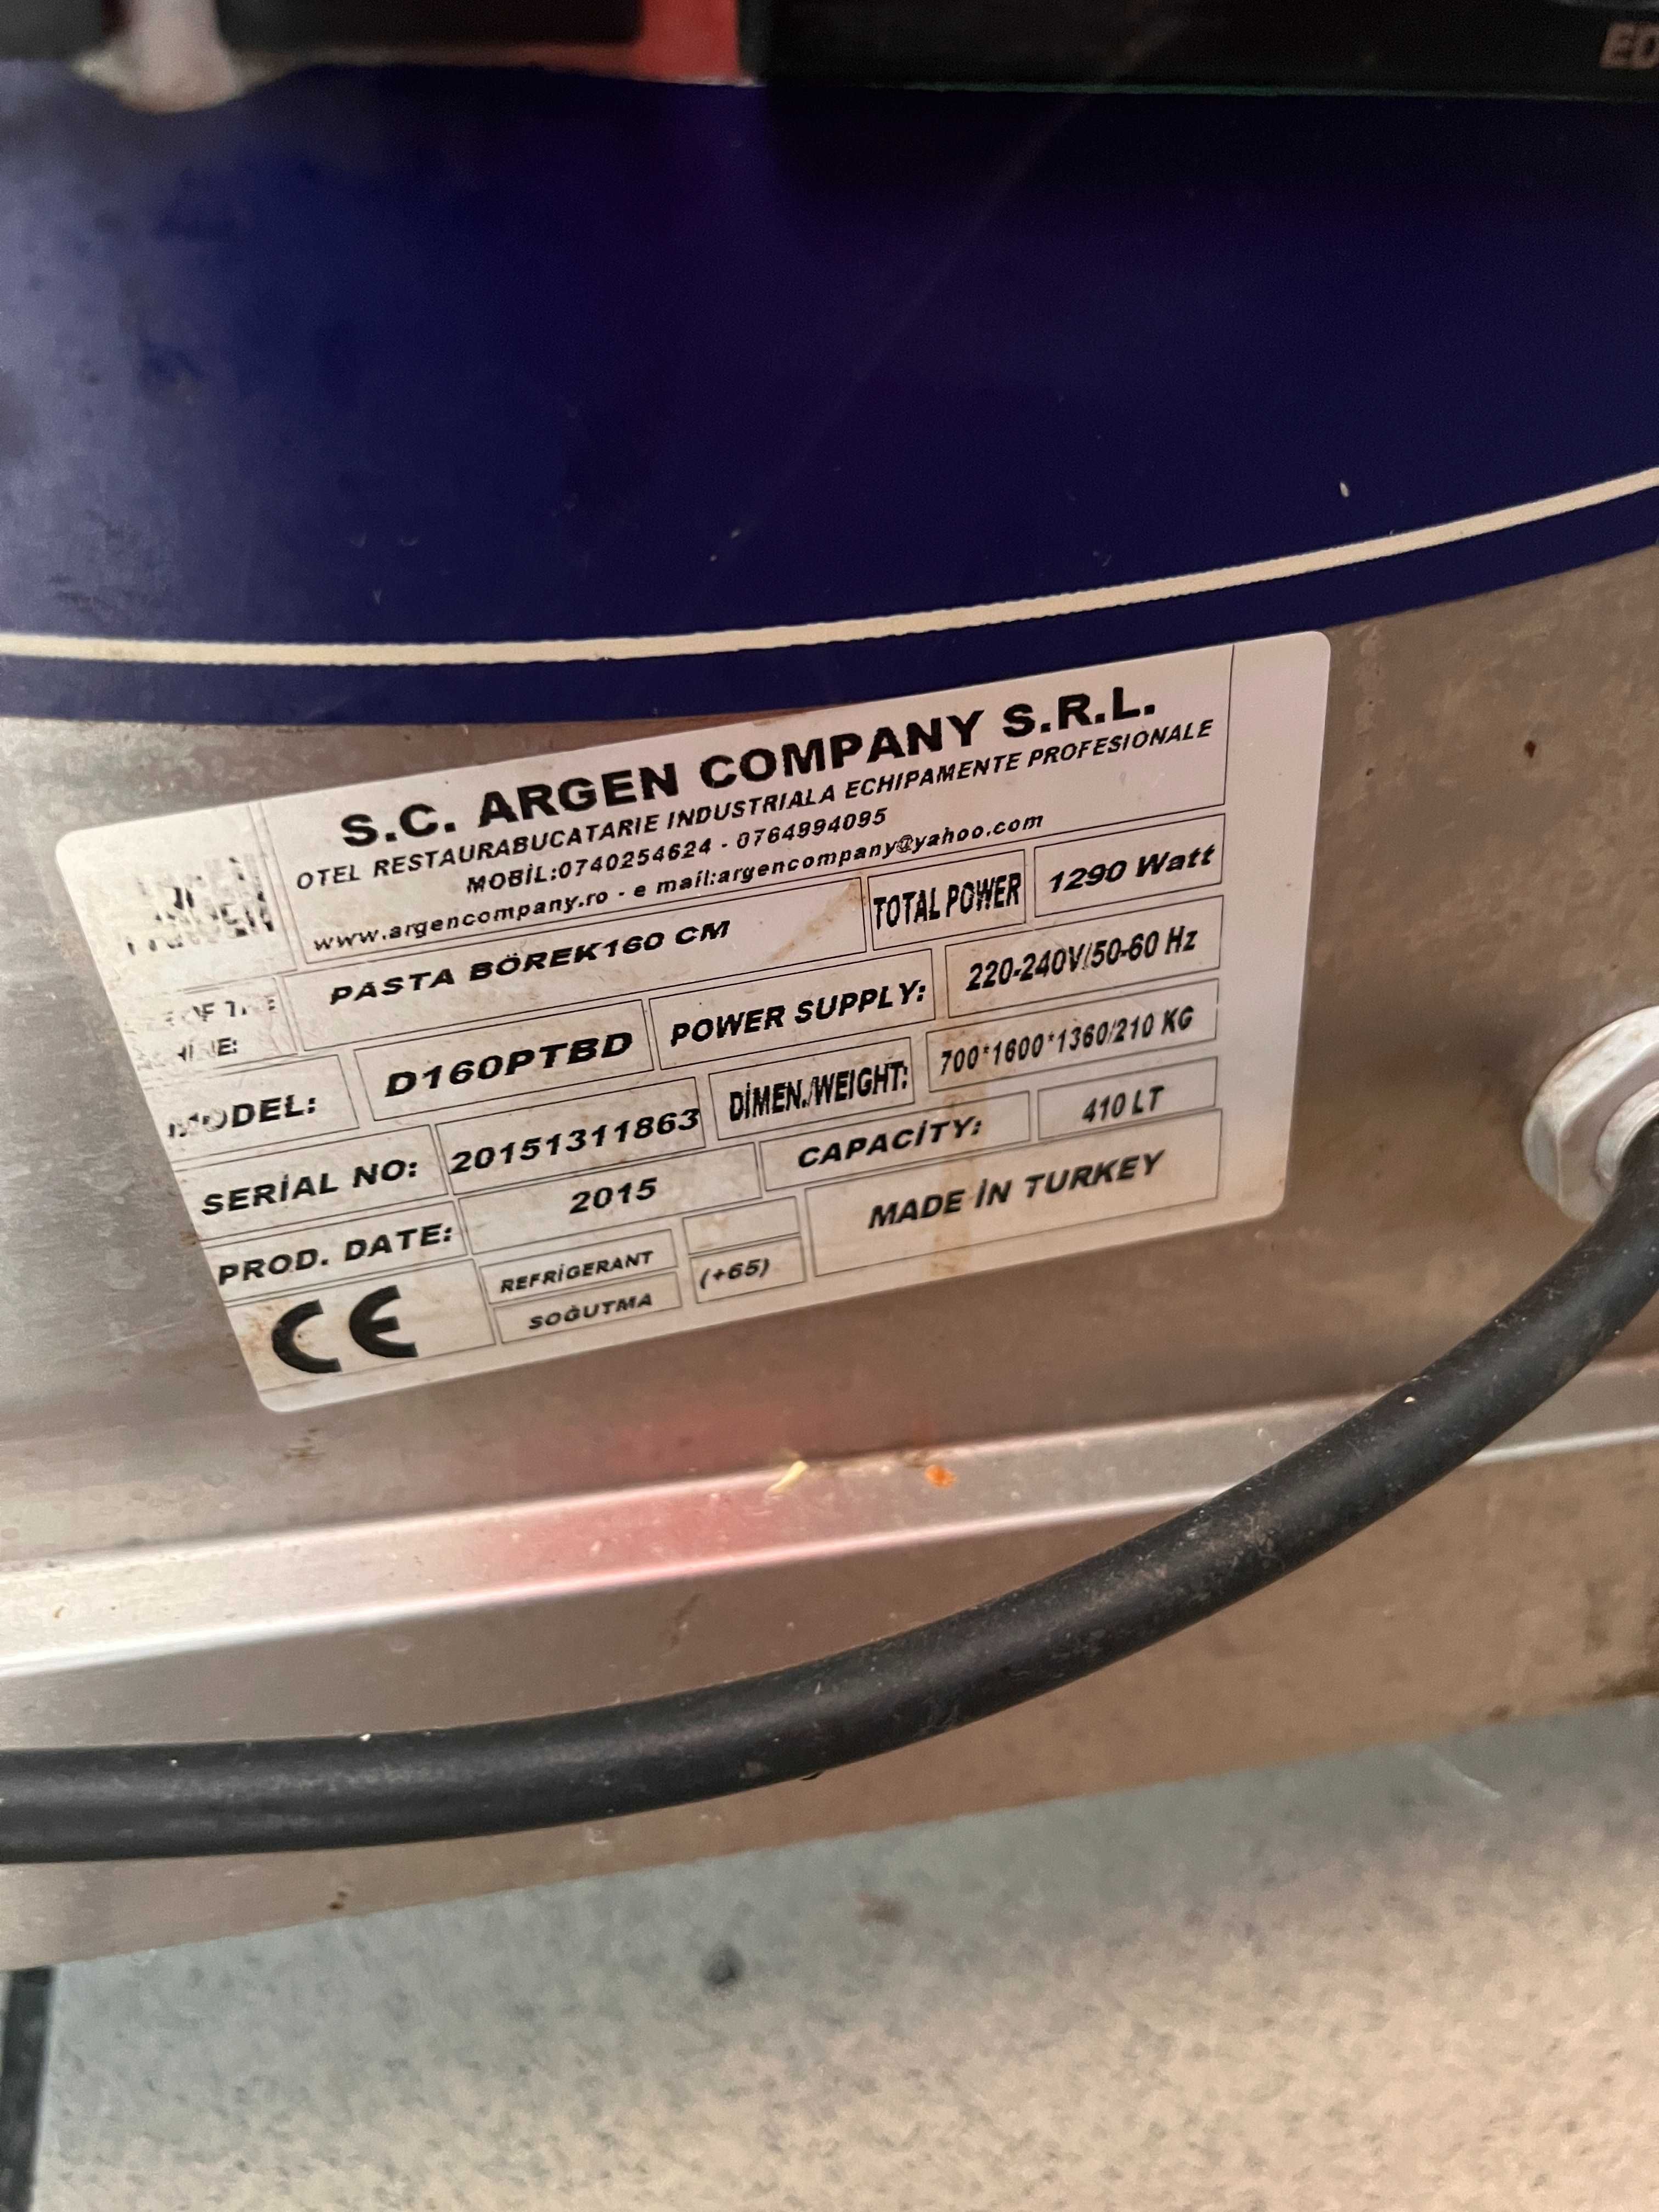 ED
S.C. ARGEN COMPANY S.R.L.
OTEL RESTAURABUCATARIE INDUSTRIALA ECHIPAMENTE PROFESIONALE
MOBİL:0740254624 - 0764994095
www.argencompany.ro - e mail:argencompany@yahoo.com
PASTA BÖREK160 CM TOTAL POWER 1290 Watt
MODEL: D160PTBD POWER SUPPLY: 220-240V/50-60 Hz
SERİAL NO: 20151311863 DİMEN./WEIGHT: 700*1600*1360/210 KG
PROD. DATE: 2015 CAPACİTY: 410 LT
CE REFRİGERANT MADE İN TURKEY
SOĞUTMA (+65)